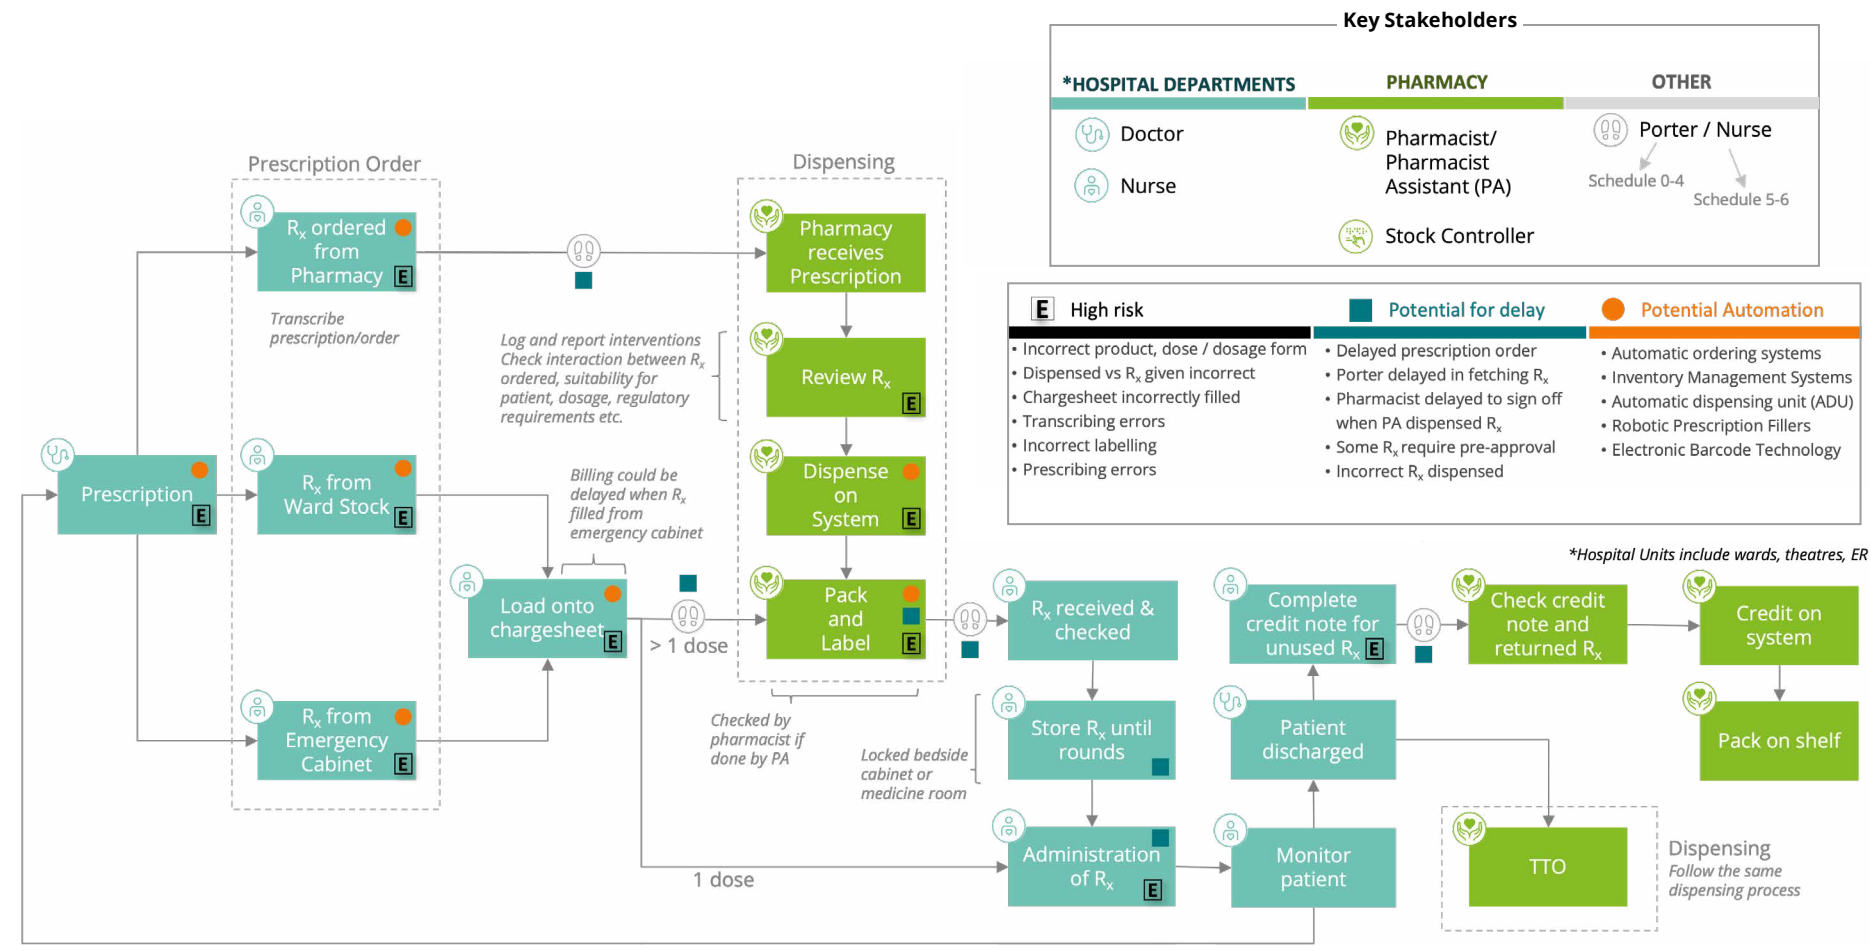 Key Stakeholders
*HOSPITAL DEPARTMENTS
PHARMACY
OTHER
Doctor
Nurse
Pharmacist/
Pharmacist
Assistant (PA)
Stock Controller
Porter / Nurse
Schedule 0-4
Schedule 5-6
E High risk
• Incorrect product, dose / dosage form
• Dispensed vs Rx given incorrect
• Chargesheet incorrectly filled
• Transcribing errors
• Incorrect labelling
• Prescribing errors
Potential for delay
• Delayed prescription order
• Porter delayed in fetching Rx
• Pharmacist delayed to sign off
when PA dispensed Rx
• Some Rx require pre-approval
• Incorrect Rx dispensed
Potential Automation
• Automatic ordering systems
• Inventory Management Systems
• Automatic dispensing unit (ADU)
• Robotic Prescription Fillers
• Electronic Barcode Technology
*Hospital Units include wards, theatres, ER
Prescription Order
Rx ordered
from
Pharmacy
E
Transcribe
prescription/order
Prescription
E
Rx from
Ward Stock
E
Rx from
Emergency
Cabinet
E
Billing could be
delayed when Rx
filled from
emergency cabinet
Load onto
chargesheet
E
> 1 dose
1 dose
Dispensing
Pharmacy
receives
Prescription
Log and report interventions
Check interaction between Rx
ordered, suitability for
patient, dosage, regulatory
requirements etc.
Review Rx
E
Dispense
on
System
E
Pack
and
Label
E
Checked by
pharmacist if
done by PA
Rx received &
checked
Store Rx until
rounds
Locked bedside
cabinet or
medicine room
Administration
of Rx
E
Monitor
patient
Patient
discharged
Complete
credit note for
unused Rx
E
Check credit
note and
returned Rx
Credit on
system
Pack on shelf
TTO
Dispensing
Follow the same
dispensing process